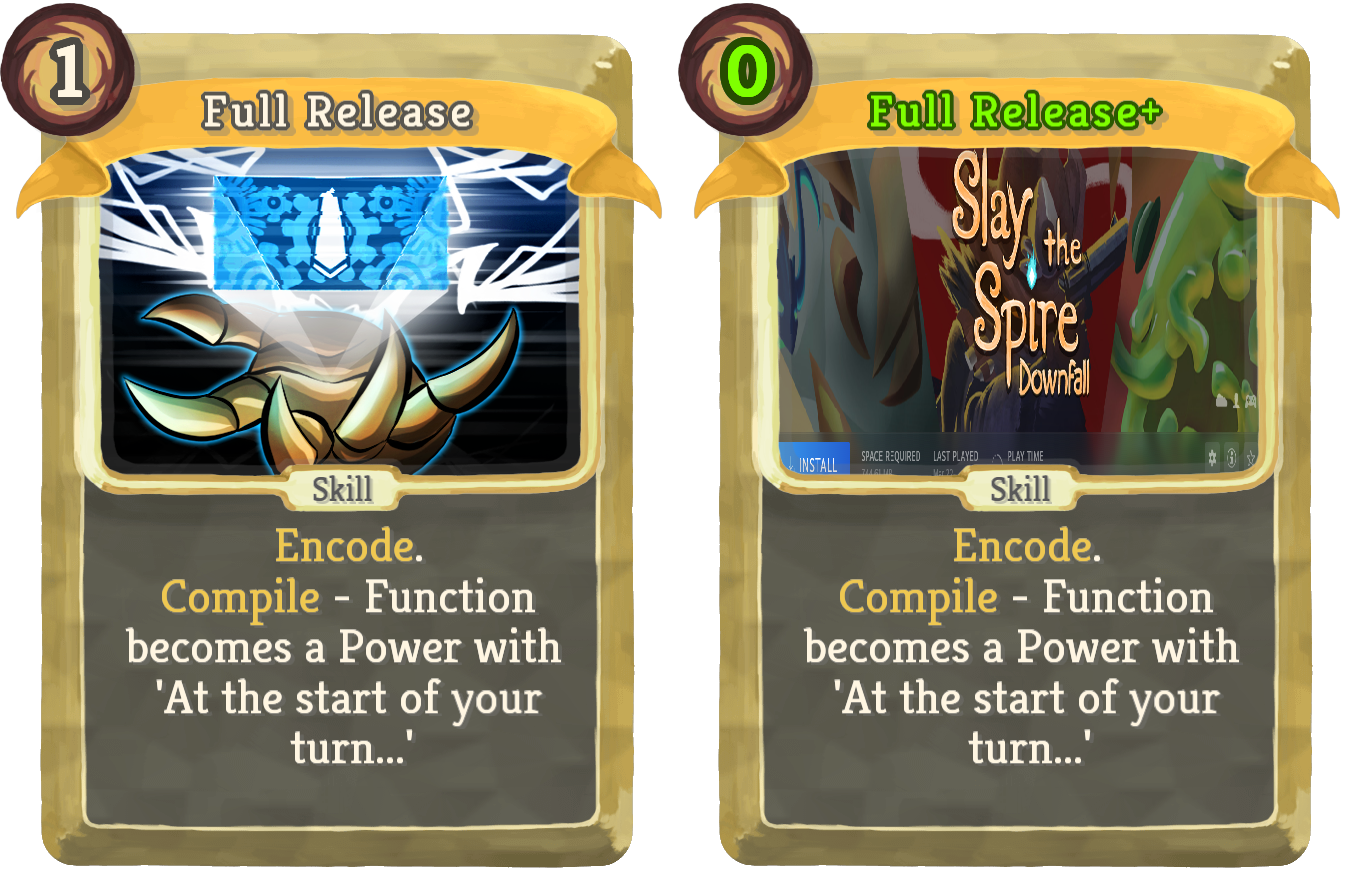 1
Full Release
Skill
Encode.
Compile - Function
becomes a Power with
'At the start of your
turn...'
0
Full Release+
Slay
the
Spire
Downfall
INSTALL
SPACE REQUIRED
LAST PLAYED
PLAY TIME
Skill
Encode.
Compile - Function
becomes a Power with
'At the start of your
turn...'